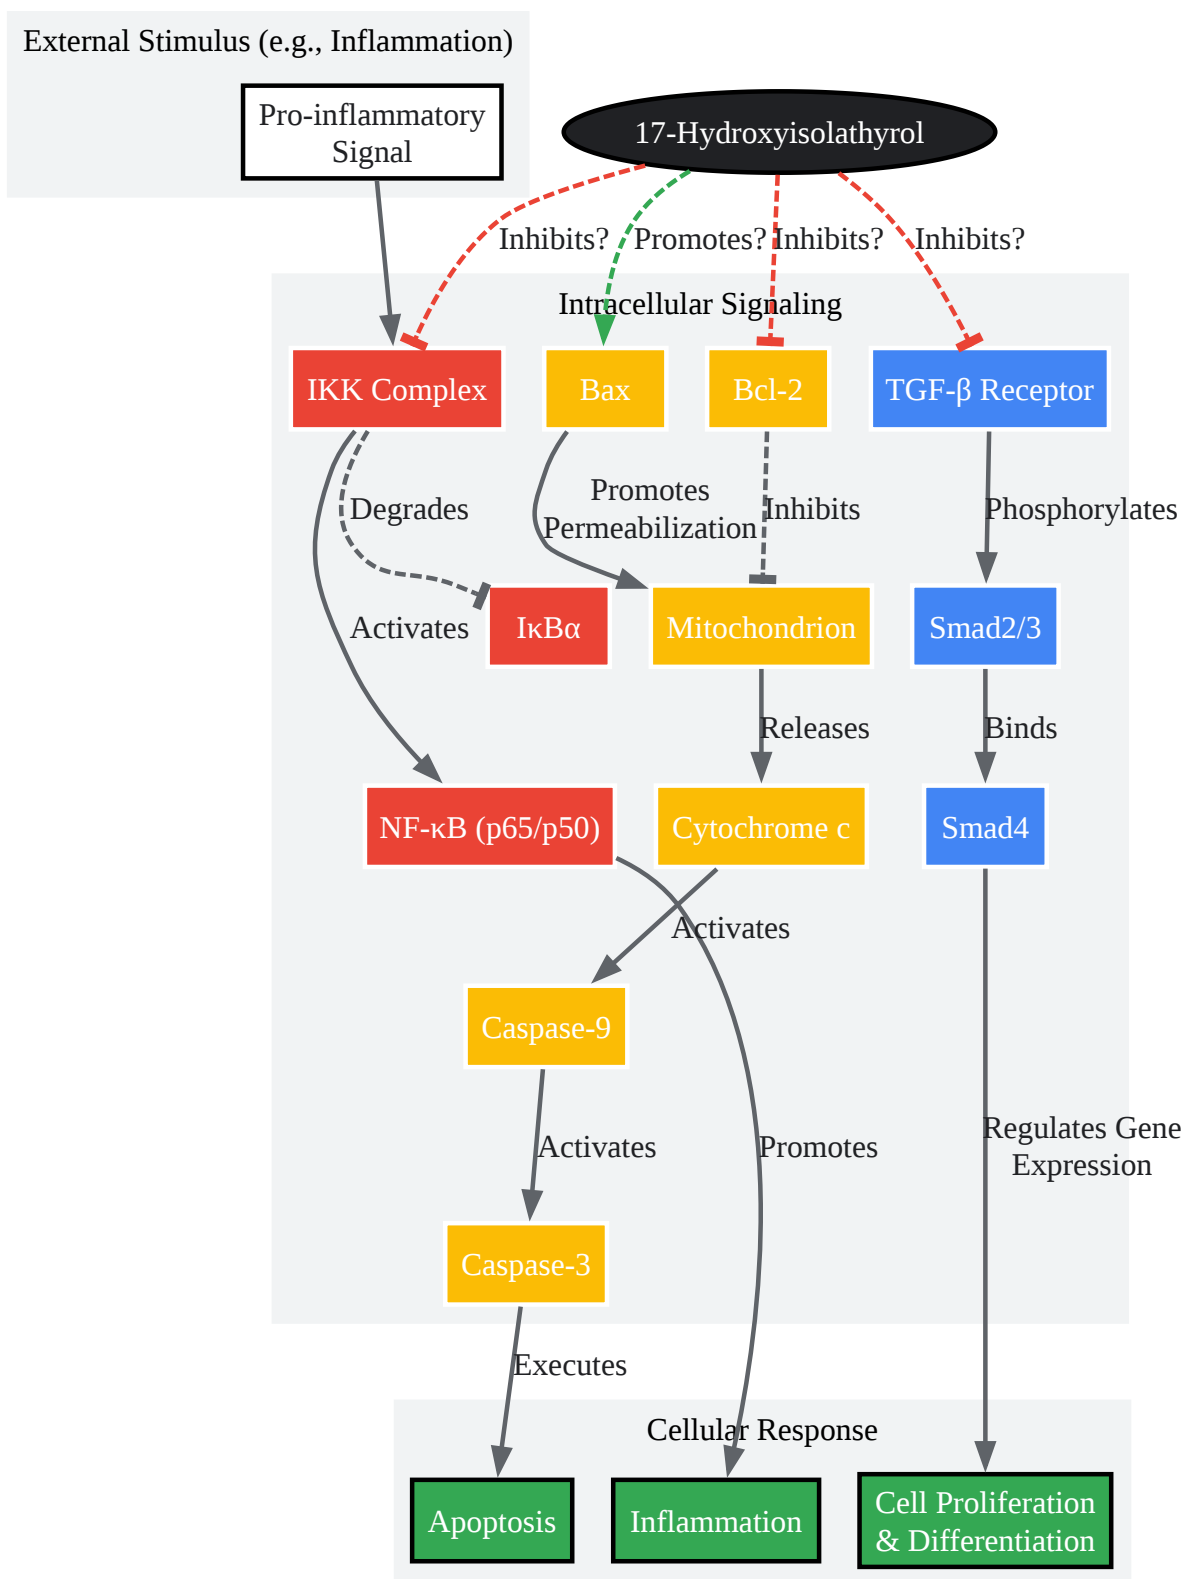 External Stimulus (e.g., Inflammation)
Pro-inflammatory
Signal
17-Hydroxyisolathyrol
Inhibits?
Promotes?
Inhibits?
Inhibits?
Intracellular Signaling
IKK Complex
Bax
Bcl-2
TGF-β Receptor
Degrades
Promotes
Permeabilization
Inhibits
Phosphorylates
Activates
IκBα
Mitochondrion
Smad2/3
Releases
Binds
NF-κB (p65/p50)
Cytochrome c
Smad4
Activates
Caspase-9
Activates
Promotes
Regulates Gene
Expression
Caspase-3
Executes
Cellular Response
Apoptosis
Inflammation
Cell Proliferation
& Differentiation